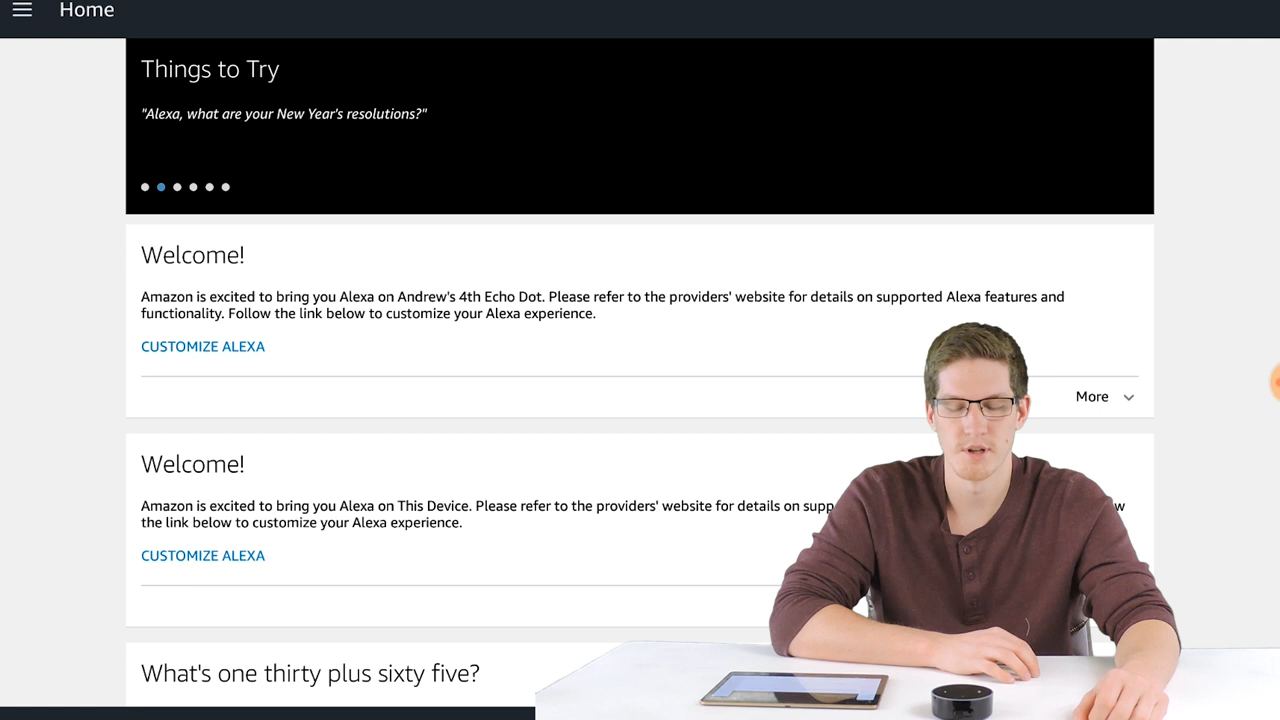 Home
Things to Try
"Alexa, what are your New Year's resolutions?"
Welcome!
Amazon is excited to bring you Alexa on Andrew's 4th Echo Dot. Please refer to the providers' website for details on supported Alexa features and
functionality. Follow the link below to customize your Alexa experience.
CUSTOMIZE ALEXA
More
Welcome!
Amazon is excited to bring you Alexa on This Device. Please refer to the providers' website for details on
the link below to customize your Alexa experience.
CUSTOMIZE ALEXA
What's one thirty plus sixty five?